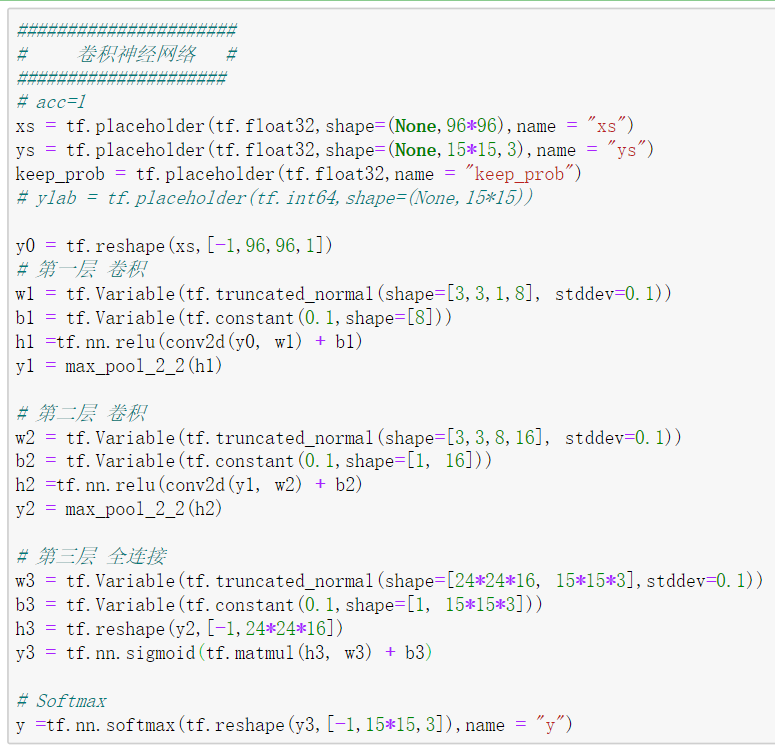 ######################
#     卷积神经网络   #
#####################
# acc=1
xs = tf.placeholder(tf.float32,shape=(None,96*96),name = "xs")
ys = tf.placeholder(tf.float32,shape=(None,15*15,3),name = "ys")
keep_prob = tf.placeholder(tf.float32,name = "keep_prob")
# ylab = tf.placeholder(tf.int64,shape=(None,15*15))
y0 = tf.reshape(xs,[-1,96,96,1])
# 第一层 卷积
w1 = tf.Variable(tf.truncated_normal(shape=[3,3,1,8], stddev=0.1))
b1 = tf.Variable(tf.constant(0.1,shape=[8]))
h1 =tf.nn.relu(conv2d(y0, w1) + b1)
y1 = max_pool_2_2(h1)
# 第二层 卷积
w2 = tf.Variable(tf.truncated_normal(shape=[3,3,8,16], stddev=0.1))
b2 = tf.Variable(tf.constant(0.1,shape=[1, 16]))
h2 =tf.nn.relu(conv2d(y1, w2) + b2)
y2 = max_pool_2_2(h2)
# 第三层 全连接
w3 = tf.Variable(tf.truncated_normal(shape=[24*24*16, 15*15*3],stddev=0.1))
b3 = tf.Variable(tf.constant(0.1,shape=[1, 15*15*3]))
h3 = tf.reshape(y2,[-1,24*24*16])
y3 = tf.nn.sigmoid(tf.matmul(h3, w3) + b3)
# Softmax
y =tf.nn.softmax(tf.reshape(y3,[-1,15*15,3]),name = "y")